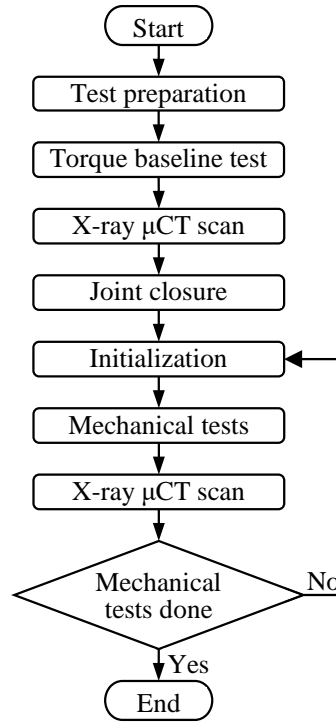 Start
Test preparation
Torque baseline test
X-ray μCT scan
Joint closure
Initialization
Mechanical tests
X-ray μCT scan
Mechanical
tests done
No
Yes
End